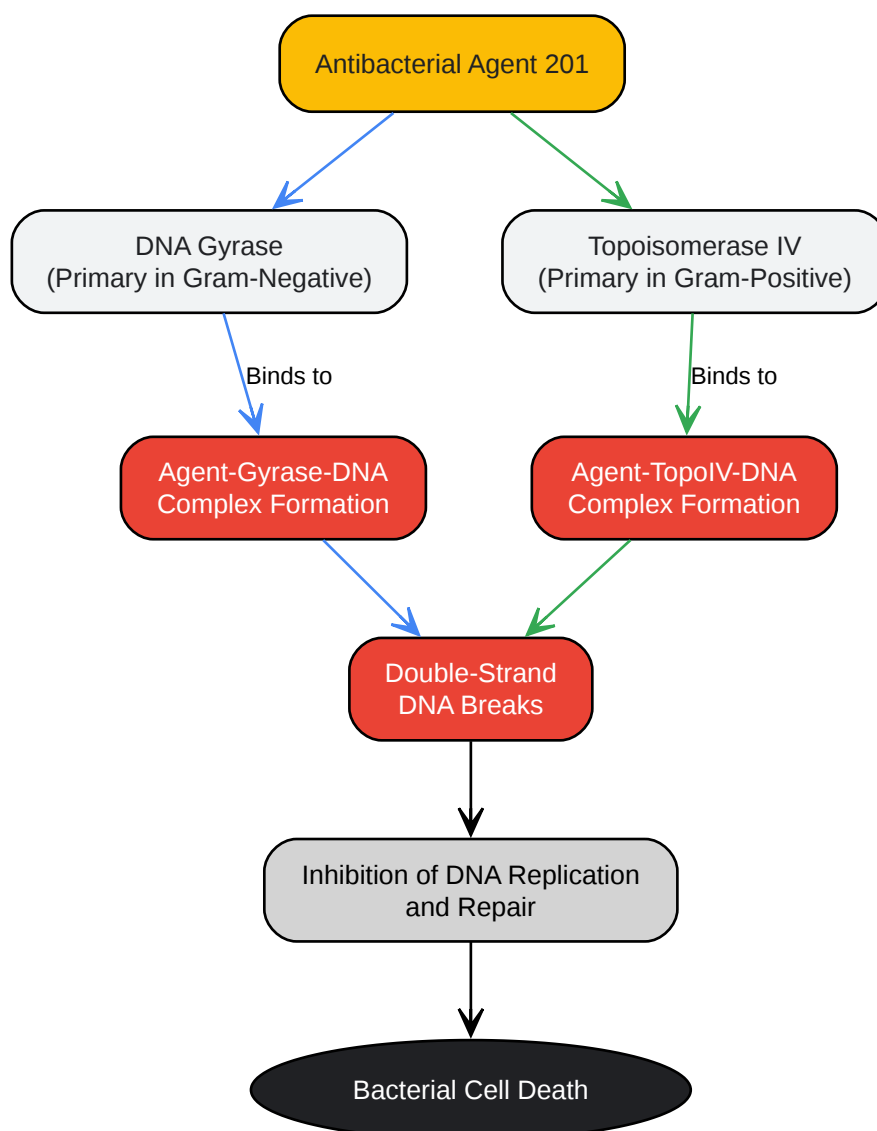 Antibacterial Agent 201
DNA Gyrase
(Primary in Gram-Negative)
Topoisomerase IV
(Primary in Gram-Positive)
Binds to
Binds to
Agent-Gyrase-DNA
Complex Formation
Agent-TopoIV-DNA
Complex Formation
Double-Strand
DNA Breaks
Inhibition of DNA Replication
and Repair
Bacterial Cell Death